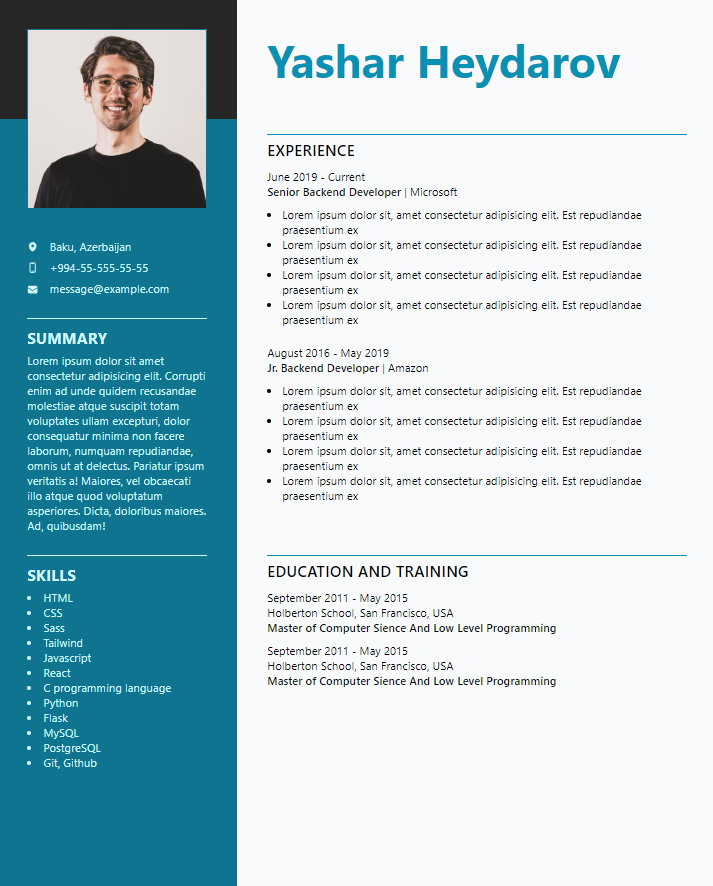 Yashar Heydarov
Baku, Azerbaijan
+994-55-555-55-55
message@example.com
SUMMARY
Lorem ipsum dolor sit amet
consectetur adipisicing elit. Corrupti
enim ad unde quidem recusandae
molestiae atque suscipit totam
voluptates ullam excepturi, dolor
consequatur minima non facere
laborum, numquam repudiandae,
omnis ut at delectus. Pariatur ipsum
veritatis a! Maiores, vel obcaecati
illo atque quod voluptatum
asperiores. Dicta, doloribus maiores.
Ad, quibusdam!
SKILLS
• HTML
• CSS
• Sass
• Tailwind
• Javascript
• React
• C programming language
• Python
• Flask
• MySQL
• PostgreSQL
• Git, Github
EXPERIENCE
June 2019 - Current
Senior Backend Developer | Microsoft
• Lorem ipsum dolor sit, amet consectetur adipisicing elit. Est repudiandae
praesentium ex
• Lorem ipsum dolor sit, amet consectetur adipisicing elit. Est repudiandae
praesentium ex
• Lorem ipsum dolor sit, amet consectetur adipisicing elit. Est repudiandae
praesentium ex
• Lorem ipsum dolor sit, amet consectetur adipisicing elit. Est repudiandae
praesentium ex
August 2016 - May 2019
Jr. Backend Developer | Amazon
• Lorem ipsum dolor sit, amet consectetur adipisicing elit. Est repudiandae
praesentium ex
• Lorem ipsum dolor sit, amet consectetur adipisicing elit. Est repudiandae
praesentium ex
• Lorem ipsum dolor sit, amet consectetur adipisicing elit. Est repudiandae
praesentium ex
• Lorem ipsum dolor sit, amet consectetur adipisicing elit. Est repudiandae
praesentium ex
EDUCATION AND TRAINING
September 2011 - May 2015
Holberton School, San Francisco, USA
Master of Computer Sience And Low Level Programming
September 2011 - May 2015
Holberton School, San Francisco, USA
Master of Computer Sience And Low Level Programming